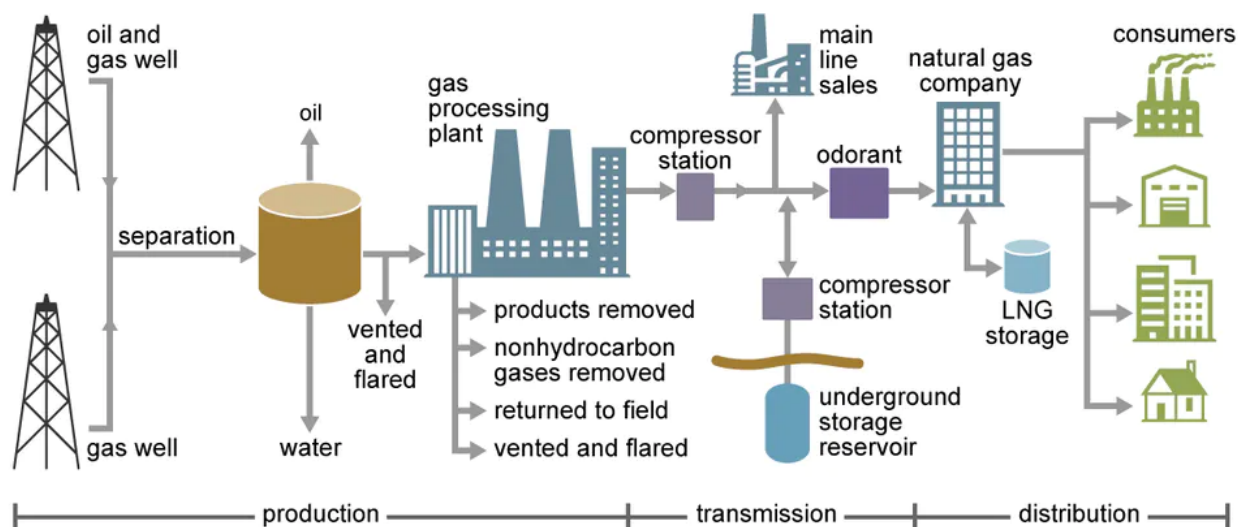 oil and
gas well
separation
gas well
oil
water
vented
and
flared
gas
processing
plant
products removed
nonhydrocarbon
gases removed
returned to field
vented and flared
compressor
station
main
line
sales
odorant
compressor
station
underground
storage
reservoir
natural gas
company
LNG
storage
consumers
production
transmission
distribution